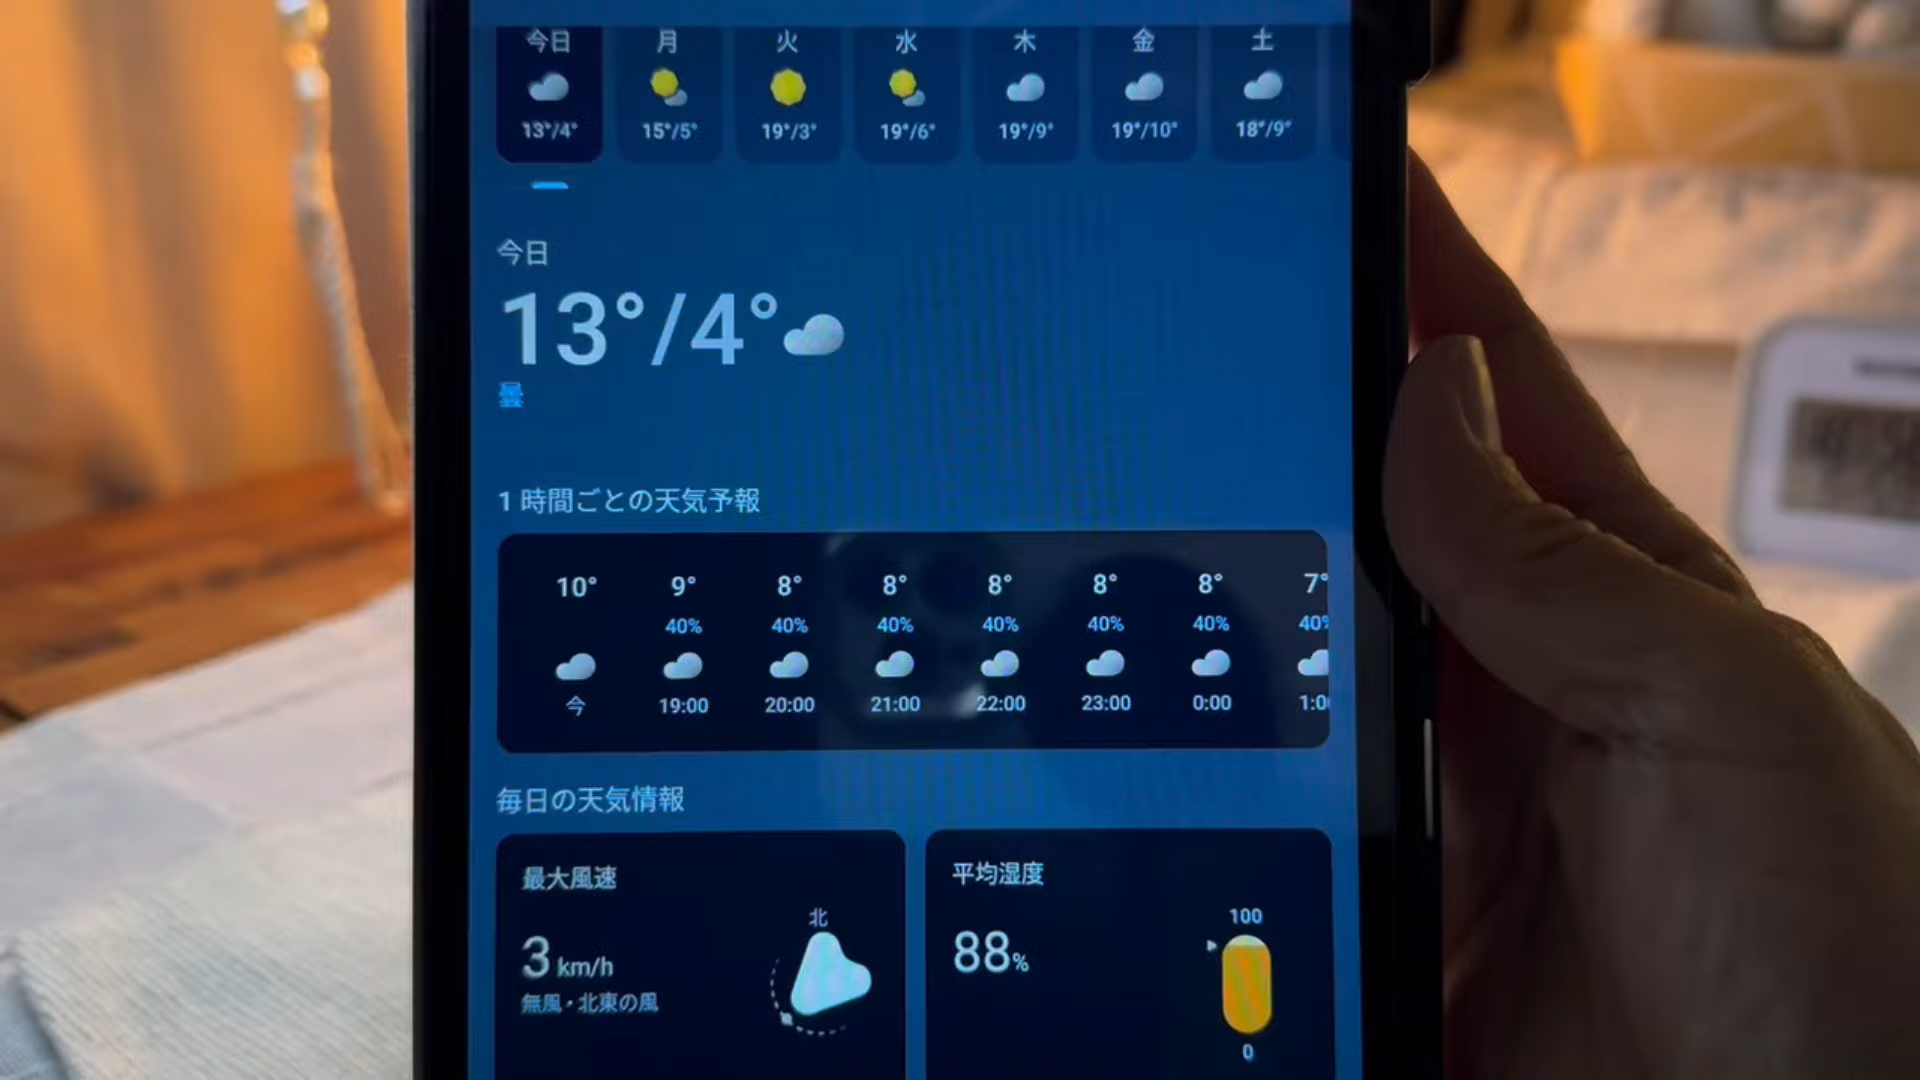 今日 月 火 水 木 金 土
13°/4° 15°/5° 19°/3° 19°/6° 19°/9° 19°/10° 18°/9°
今日
13°/4°
曇
1 時間ごとの天気予報
10° 9° 8° 8° 8° 8° 8° 7°
40% 40% 40% 40% 40% 40% 40%
今 19:00 20:00 21:00 22:00 23:00 0:00 1:00
毎日の天気情報
最大風速
北
3 km/h
無風・北東の風
平均湿度
88%
100
0